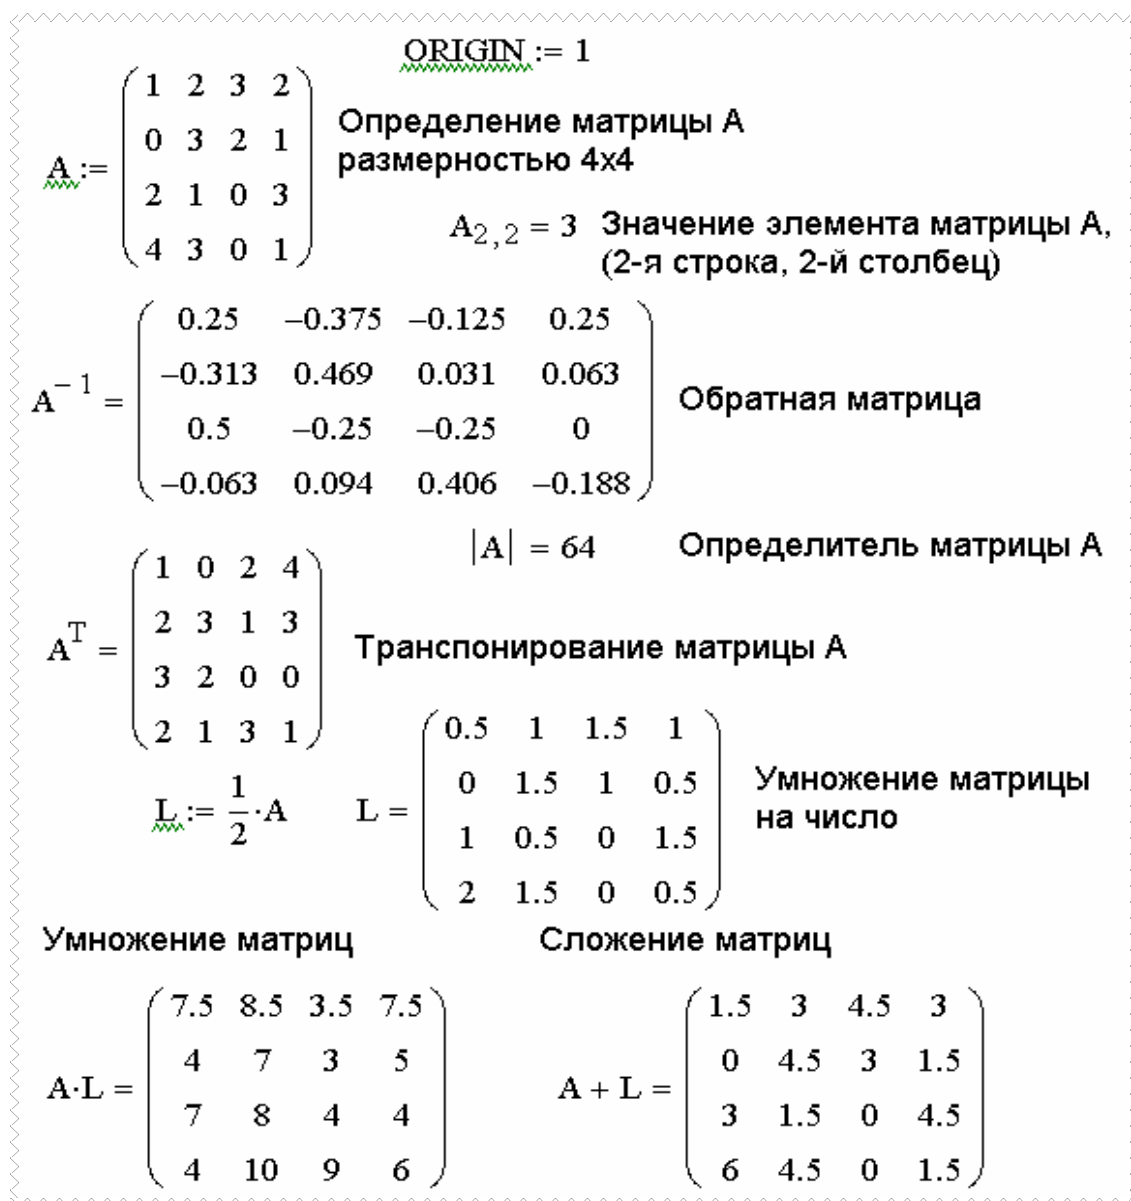 ORIGIN := 1
A := ( 1 2 3 2
0 3 2 1
2 1 0 3
4 3 0 1 )
Определение матрицы A
размерностью 4x4
A2,2 = 3 Значение элемента матрицы A,
(2-я строка, 2-й столбец)
A^-1 = ( 0.25 −0.375 −0.125 0.25
−0.313 0.469 0.031 0.063
0.5 −0.25 −0.25 0
−0.063 0.094 0.406 −0.188 )
Обратная матрица
|A| = 64 Определитель матрицы A
A^T = ( 1 0 2 4
2 3 1 3
3 2 0 0
2 1 3 1 )
Транспонирование матрицы A
L := 1/2 · A
L = ( 0.5 1 1.5 1
0 1.5 1 0.5
1 0.5 0 1.5
2 1.5 0 0.5 )
Умножение матрицы
на число
Умножение матриц
A·L = ( 7.5 8.5 3.5 7.5
4 7 3 5
7 8 4 4
4 10 9 6 )
Сложение матриц
A + L = ( 1.5 3 4.5 3
0 4.5 3 1.5
3 1.5 0 4.5
6 4.5 0 1.5 )